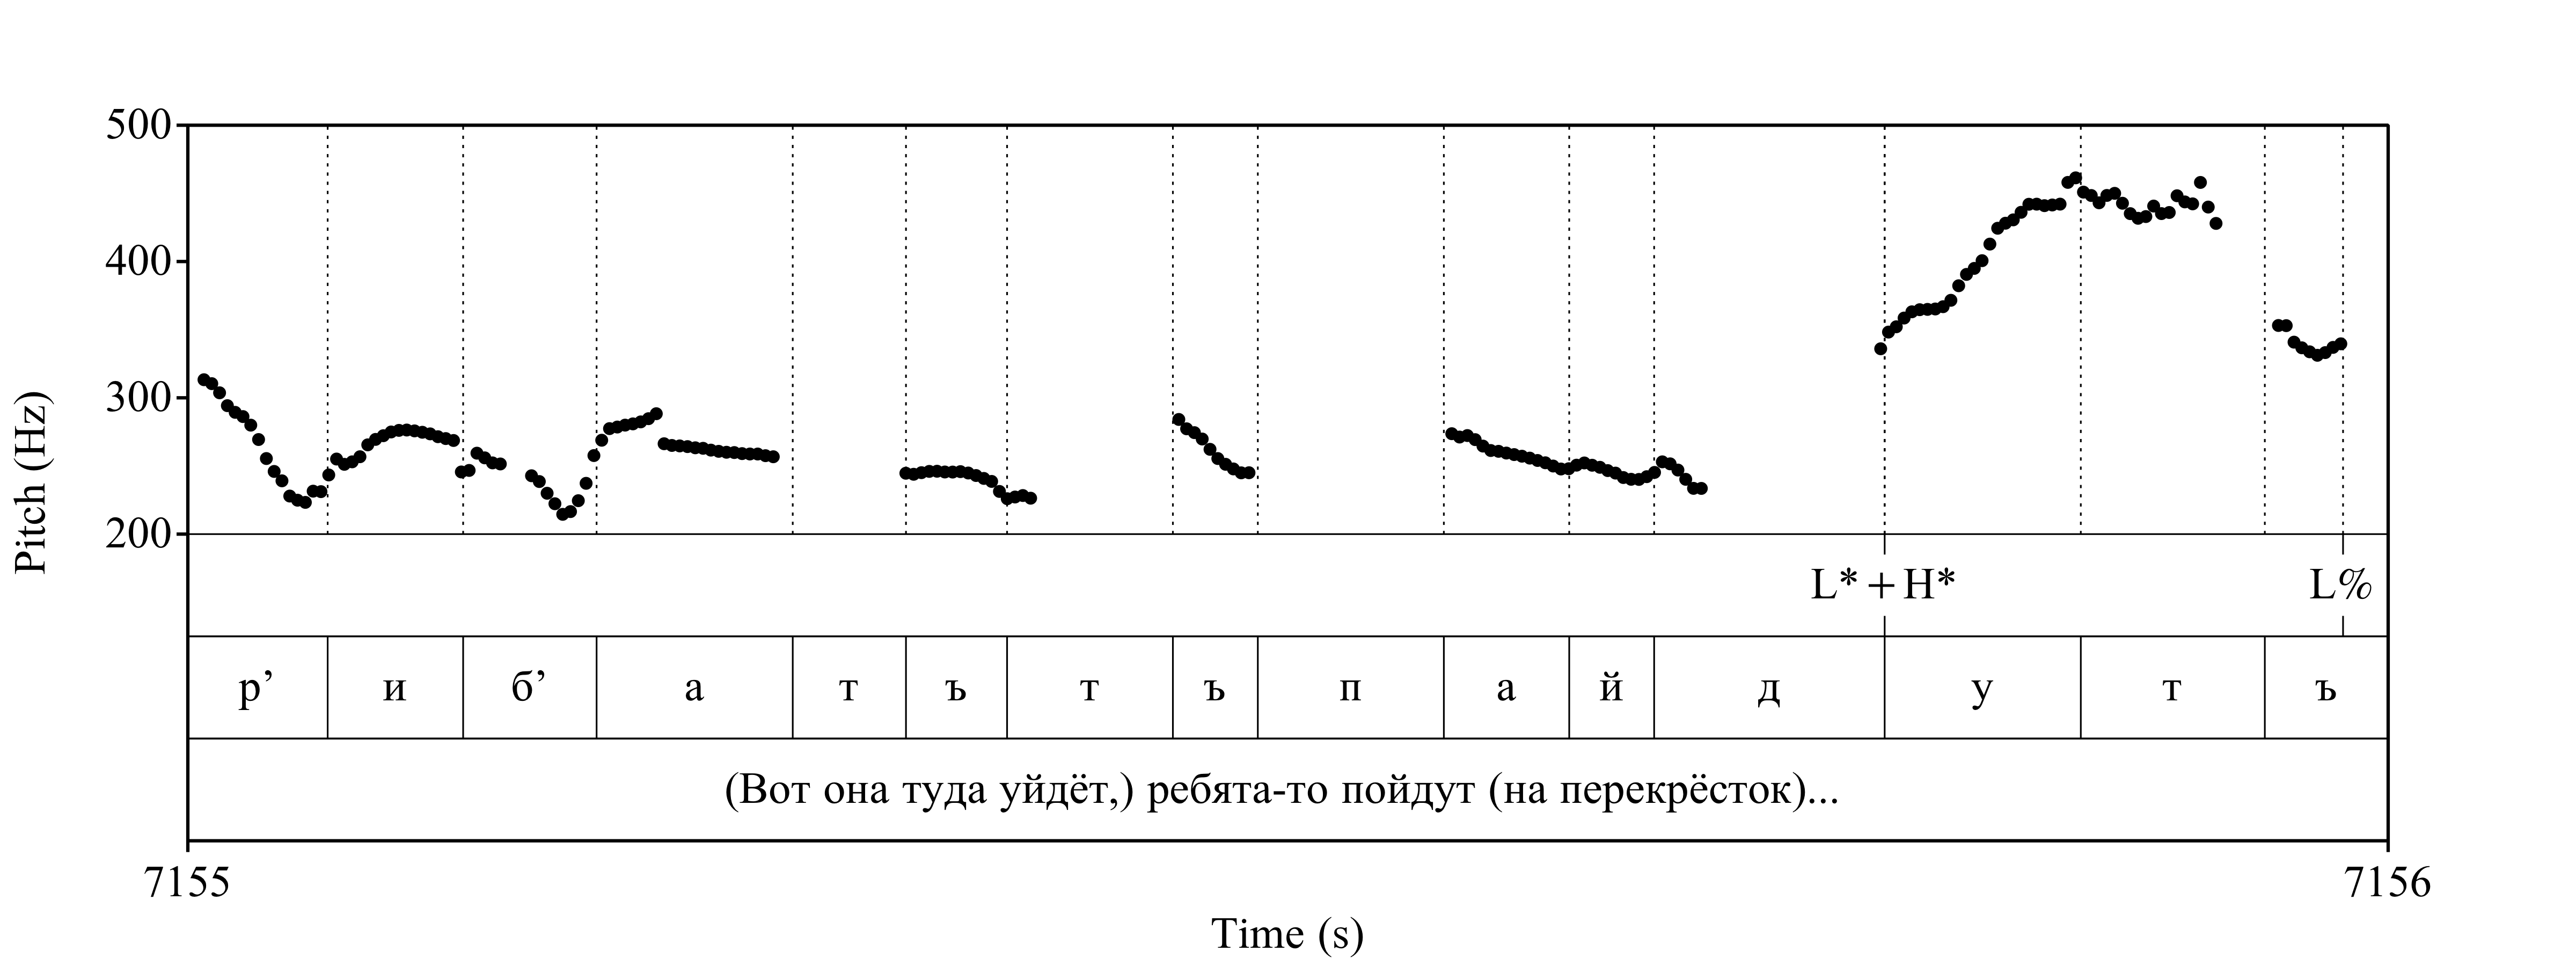 500
400
300
200
Pitch (Hz)
L* + H* L%
р’ и б’ а т ъ т ъ п а й д у т ъ
(Вот она туда уйдёт,) ребята-то пойдут (на перекрёсток)...
7155 7156
Time (s)